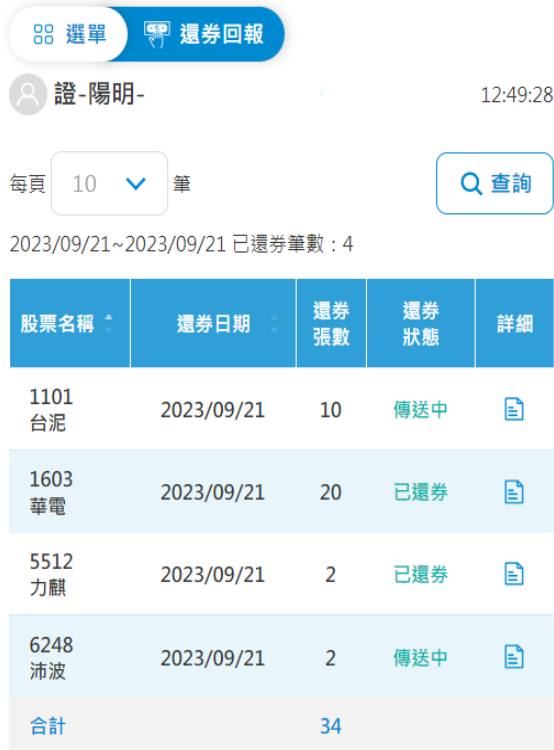 選單 還券回報
證-陽明- 12:49:28
每頁 10 筆 查詢
2023/09/21~2023/09/21 已還券筆數：4
股票名稱 還券日期 還券張數 還券狀態 詳細
1101 台泥 2023/09/21 10 傳送中
1603 華電 2023/09/21 20 已還券
5512 力麒 2023/09/21 2 已還券
6248 沛波 2023/09/21 2 傳送中
合計 34